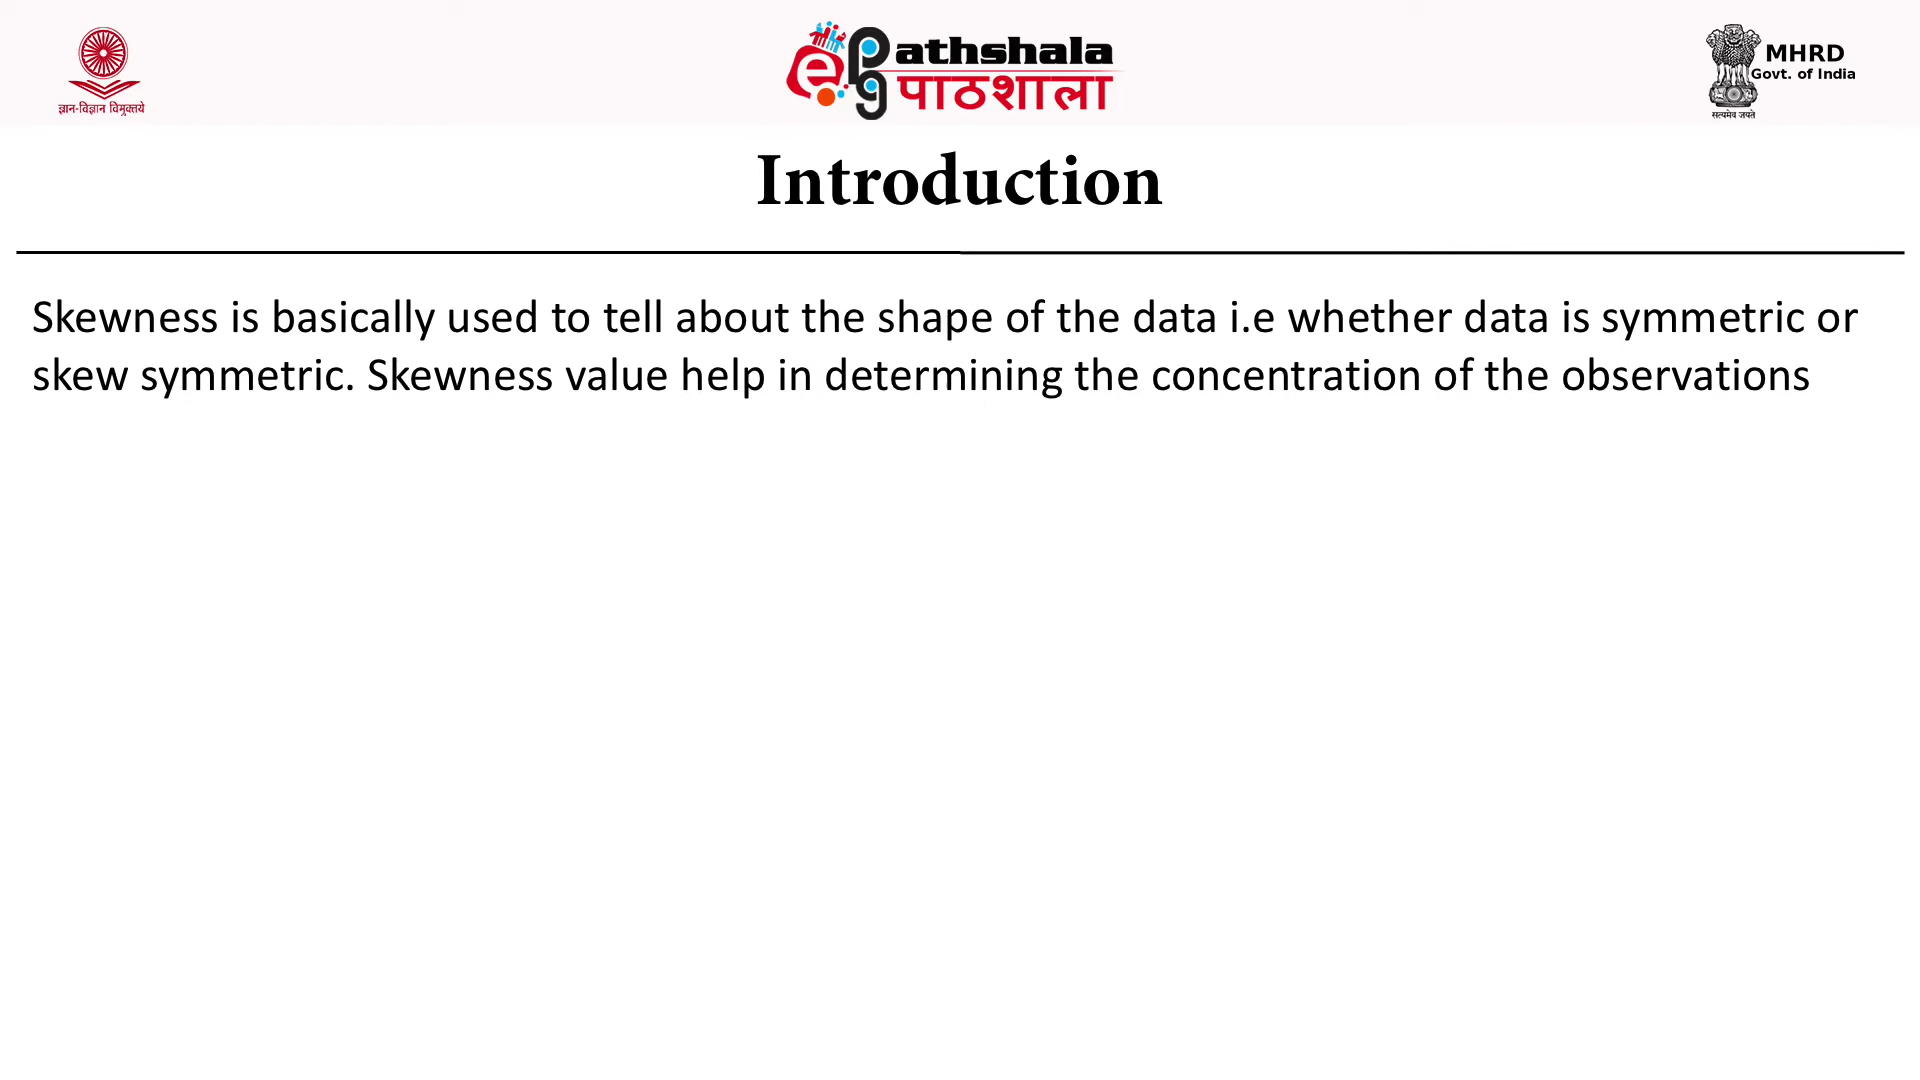 ज्ञान-विज्ञान विमुक्तये
e PG athshala
पाठशाला
MHRD
Govt. of India
सत्यमेव जयते
Introduction
Skewness is basically used to tell about the shape of the data i.e whether data is symmetric or
skew symmetric. Skewness value help in determining the concentration of the observations